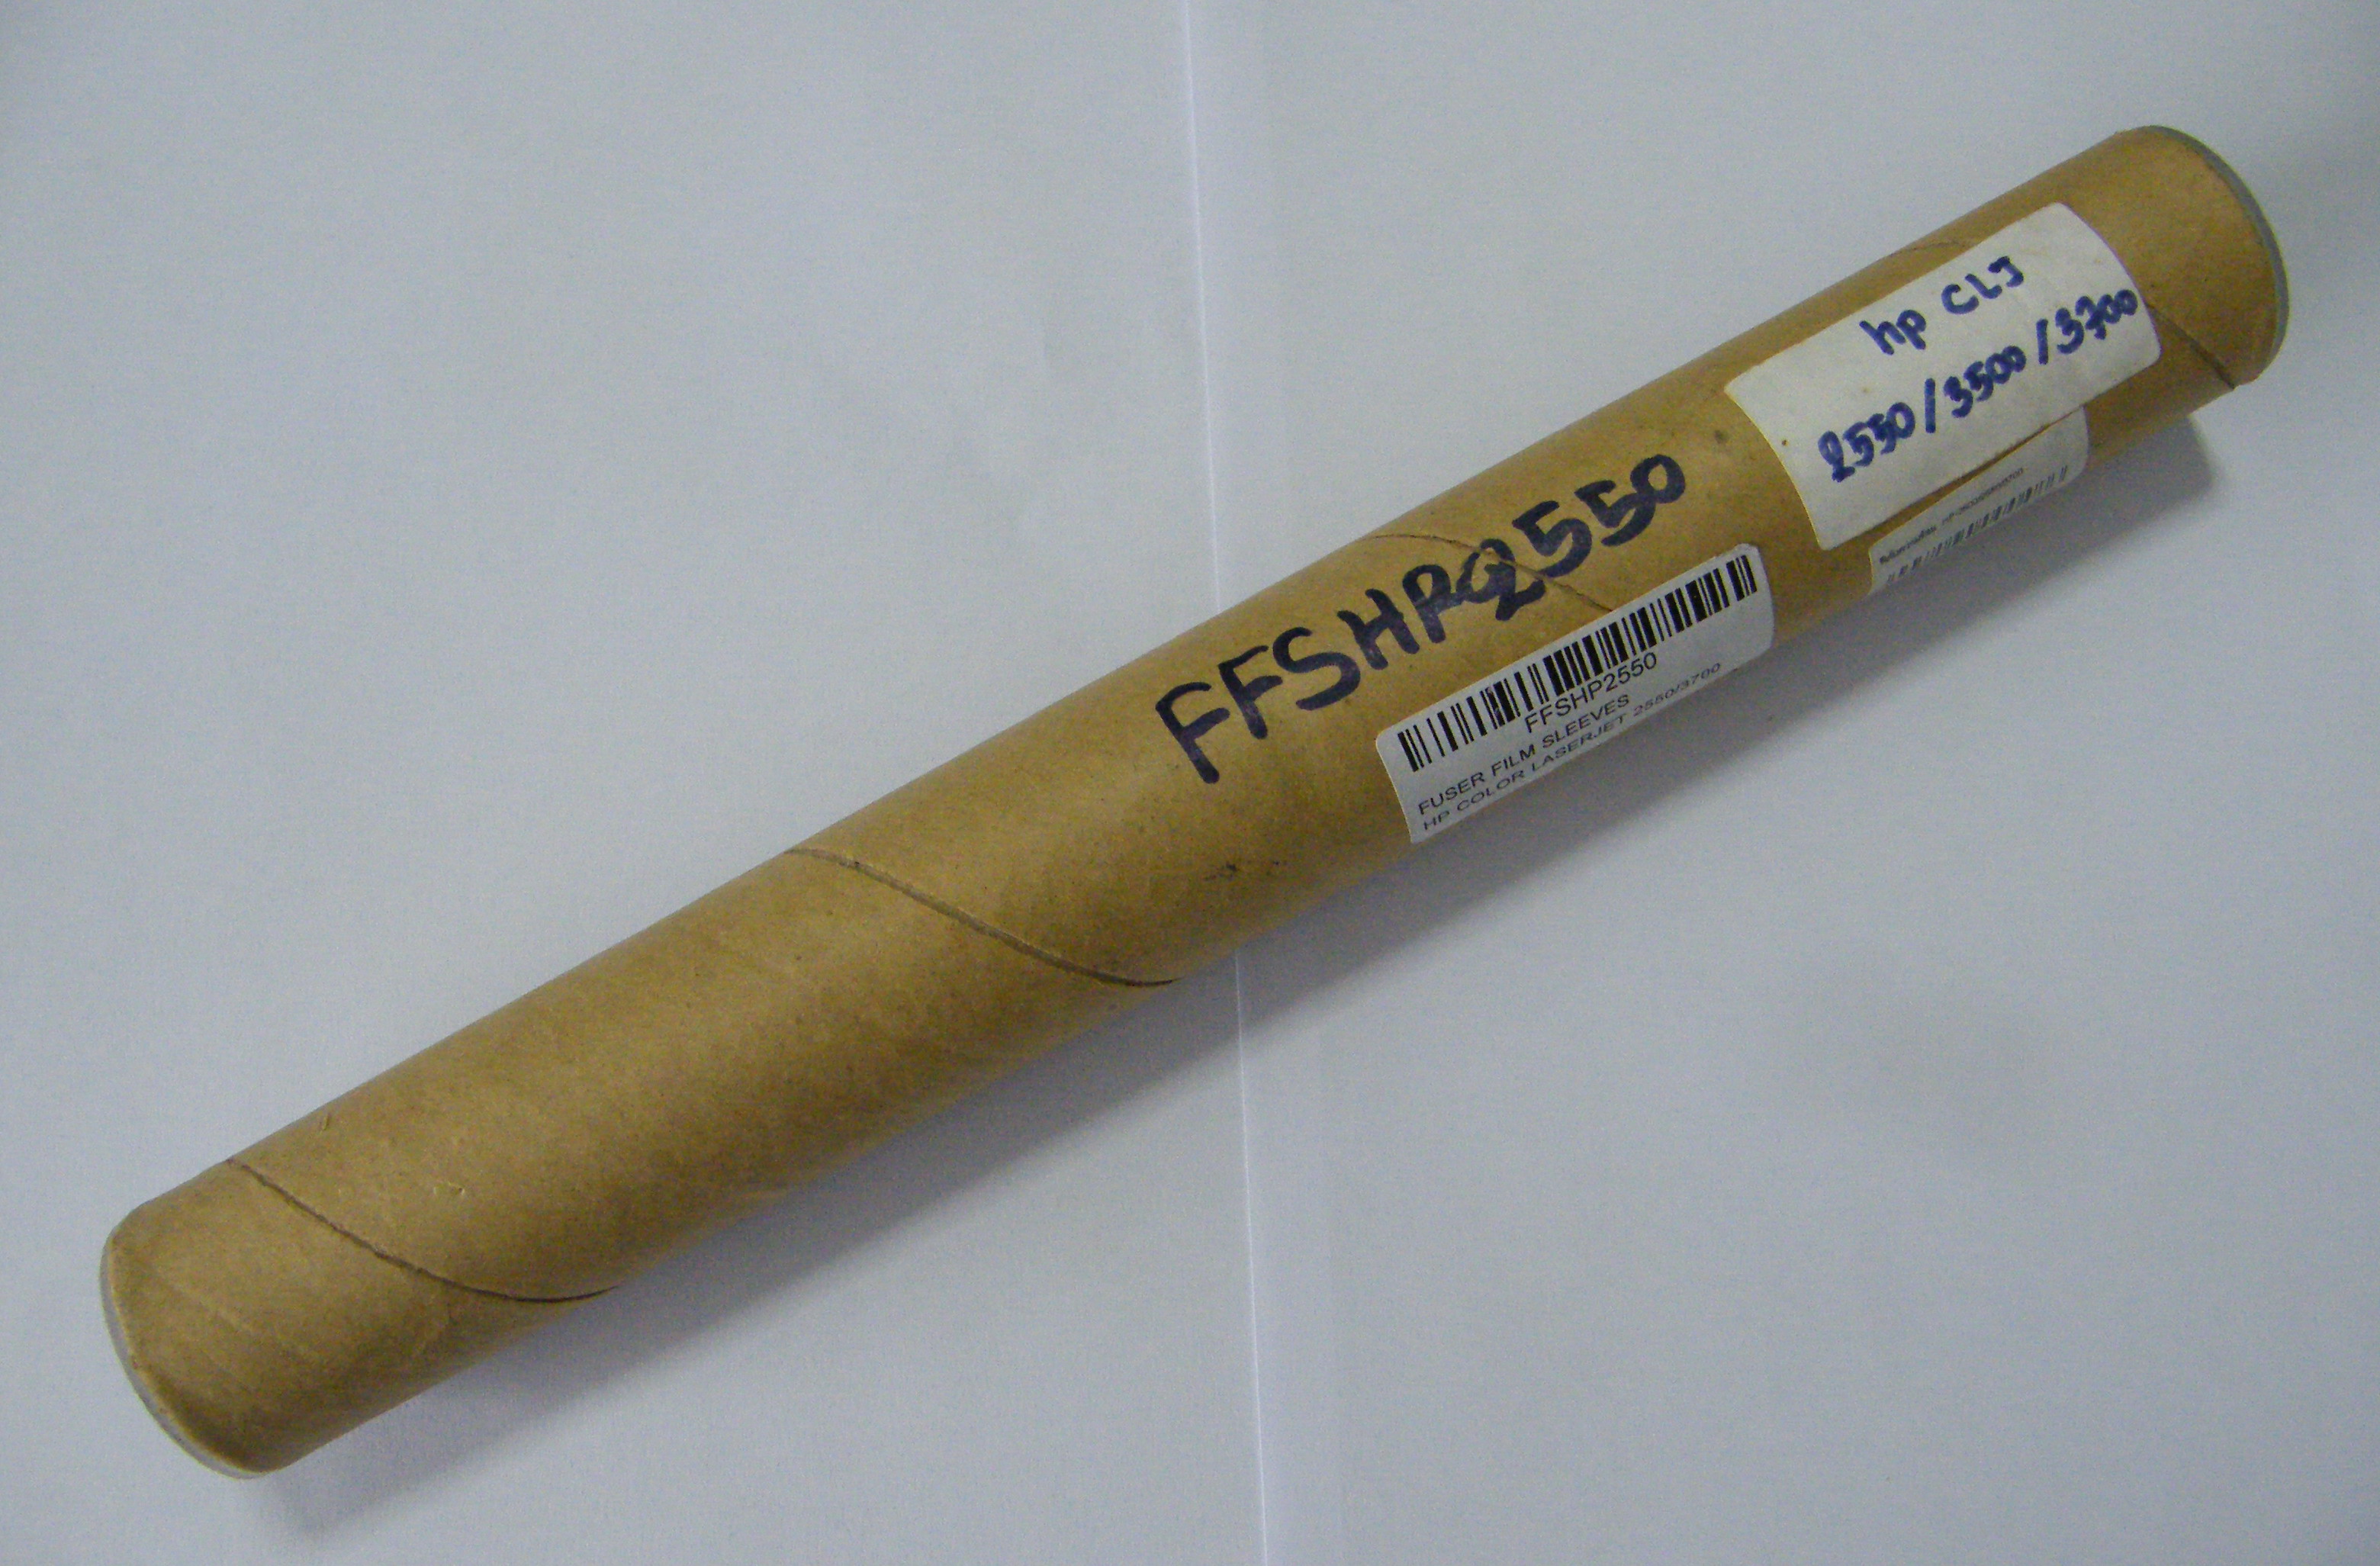 hp CLJ
2550/3500/3700
FFSHP2550
FFSHP2550
FUSER FILM SLEEVES
HP COLOR LASERJET 2550/3700